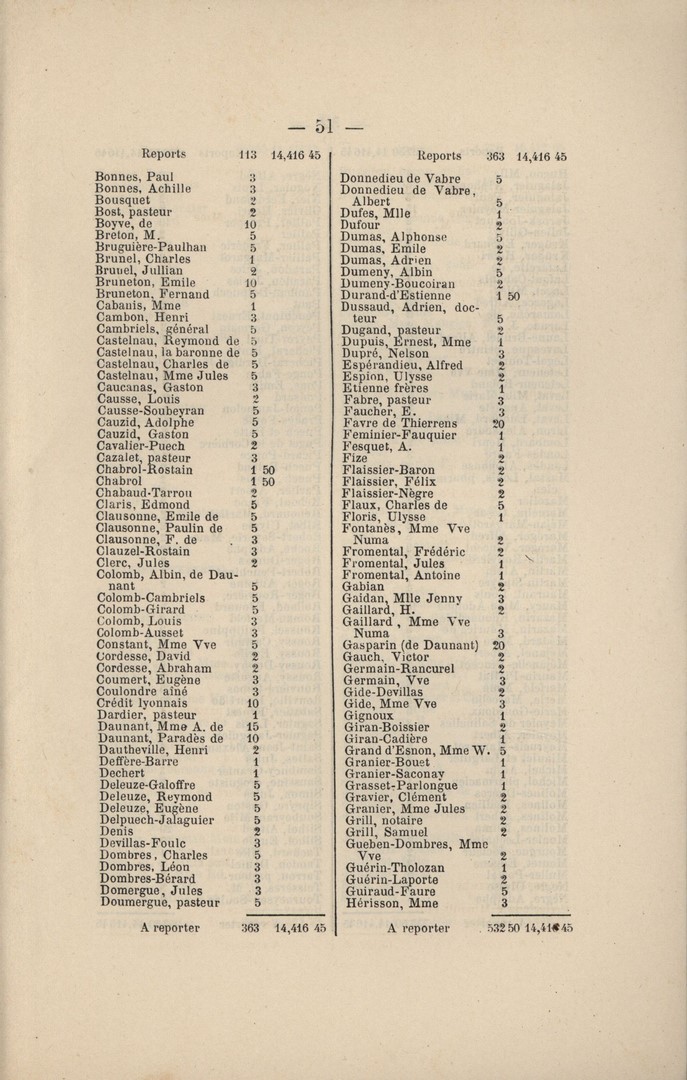 — 51 —
Reports 113 14,416 45
Bonnes, Paul 3
Bonnes, Achille 3
Bousquet 2
Bost, pasteur 2
Boyve, de 10
Breton, M. 5
Bruguière-Paulhan 5
Brunel, Charles 1
Brunel, Jullian 2
Bruneton, Emile 10
Bruneton, Fernand 5
Cabanis, Mme 1
Cambon, Henri 3
Cambriels, général 5
Castelnau, Reymond de 5
Castelnau, la baronne de 5
Castelnau, Charles de 5
Castelnau, Mme Jules 5
Caucanas, Gaston 3
Causse, Louis 2
Causse-Soubeyran 5
Cauzid, Adolphe 5
Cauzid, Gaston 5
Cavalier-Puech 2
Cazalet, pasteur 3
Chabrol-Rostain 1 50
Chabrol 1 50
Chabaud-Tarrou 2
Claris, Edmond 5
Clausonne, Emile de 5
Clausonne, Paulin de 5
Clausonne, F. de 3
Clauzel-Rostain 3
Clerc, Jules 2
Colomb, Albin, de Dau-
nant 5
Colomb-Cambriels 5
Colomb-Girard 5
Colomb, Louis 3
Colomb-Ausset 3
Constant, Mme Vve 5
Cordesse, David 2
Cordesse, Abraham 2
Coumert, Eugène 3
Coulondre aîné 3
Crédit lyonnais 10
Dardier, pasteur 1
Daunant, Mme A. de 15
Daunant, Paradès de 10
Dautheville, Henri 2
Deffère-Barre 1
Dechert 1
Deleuze-Galoffre 5
Deleuze, Reymond 5
Deleuze, Eugène 5
Delpuech-Jalaguier 5
Denis 2
Devillas-Foulc 3
Dombres, Charles 5
Dombres, Léon 3
Dombres-Bérard 3
Domergue, Jules 3
Doumergue, pasteur 5
A reporter 363 14,416 45
Reports 363 14,416 45
Donnedieu de Vabre 5
Donnedieu de Vabre,
Albert 5
Dufes, Mlle 1
Dufour 2
Dumas, Alphonse 5
Dumas, Emile 2
Dumas, Adrien 2
Dumeny, Albin 5
Dumeny-Boucoiran 2
Durand-d'Estienne 1 50
Dussaud, Adrien, doc-
teur 5
Dugand, pasteur 2
Dupuis, Ernest, Mme 1
Dupré, Nelson 3
Espérandieu, Alfred 2
Espion, Ulysse 2
Etienne frères 1
Fabre, pasteur 3
Faucher, E. 3
Favre de Thierrens 20
Feminier-Fauquier 1
Fesquet, A. 1
Fize 2
Flaissier-Baron 2
Flaissier, Félix 2
Flaissier-Nègre 2
Flaux, Charles de 5
Floris, Ulysse 1
Fontanès, Mme Vve
Numa 2
Fromental, Frédéric 2
Fromental, Jules 1
Fromental, Antoine 1
Gabian 2
Gaidan, Mlle Jenny 3
Gaillard, H. 2
Gaillard, Mme Vve
Numa 3
Gasparin (de Daunant) 20
Gauch, Victor 2
Germain-Rancurel 2
Germain, Vve 3
Gide-Devillas 2
Gide, Mme Vve 3
Gignoux 1
Giran-Boissier 2
Giran-Cadière 1
Grand d'Esnon, Mme W. 5
Granier-Bouet 1
Granier-Saconay 1
Grasset-Parlongue 1
Gravier, Clément 2
Granier, Mme Jules 2
Grill, notaire 2
Grill, Samuel 2
Gueben-Dombres, Mme
Vve 2
Guérin-Tholozan 1
Guérin-Laporte 2
Guiraud-Faure 5
Hérisson, Mme 3
A reporter 532 50 14,416 45